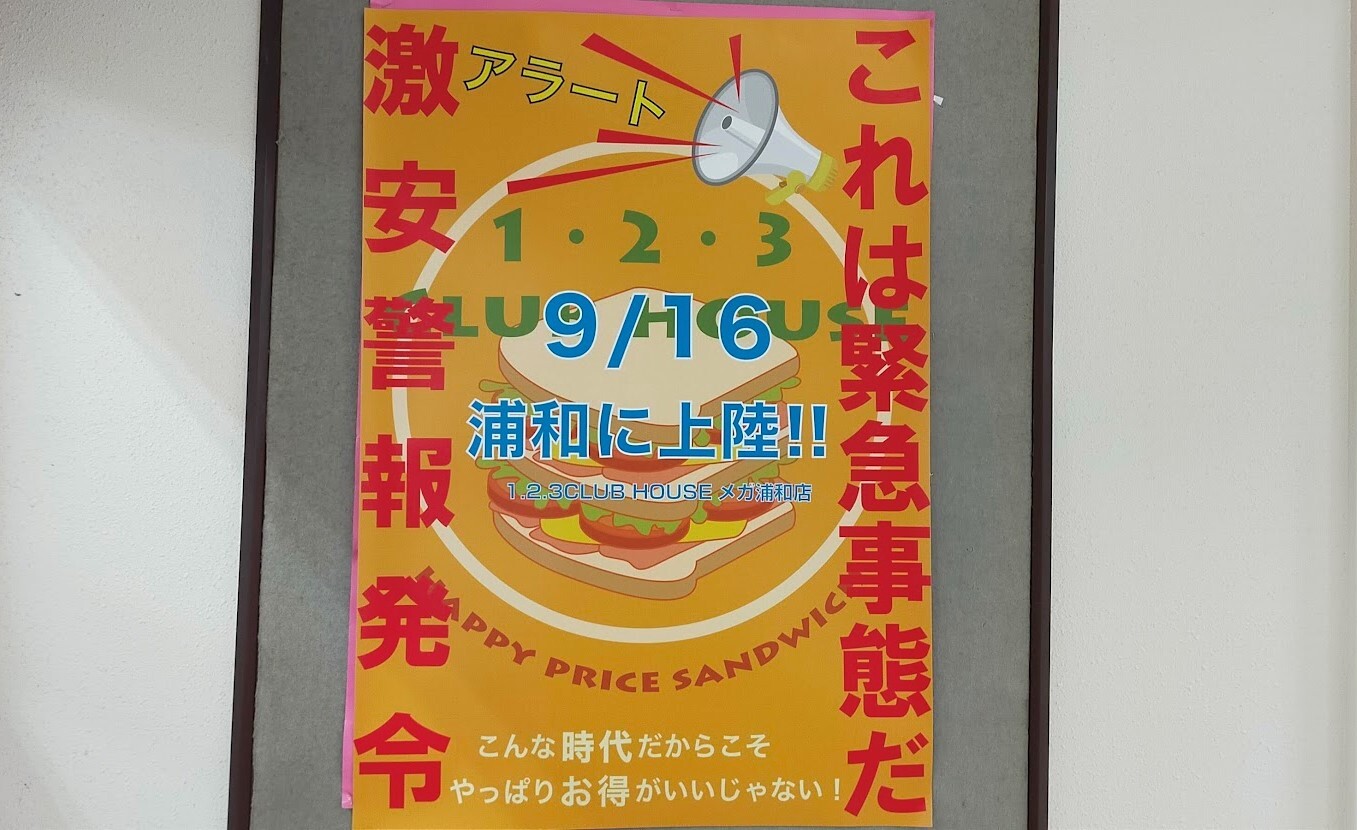 これは緊急事態だ
激安警報発令
アラート
1・2・3
CLUB HOUSE
9/16
浦和に上陸!!
1.2.3CLUB HOUSE メガ浦和店
HAPPY PRICE SANDWICH
こんな時代だからこそ
やっぱりお得がいいじゃない！